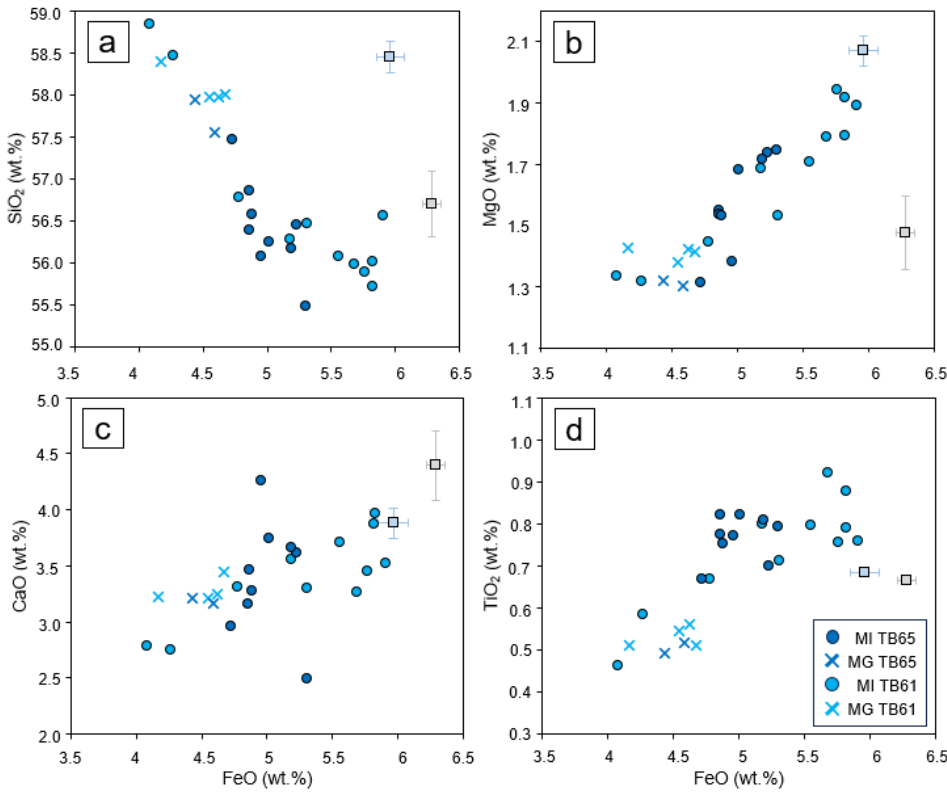 a
59.0
58.5
58.0
57.5
57.0
56.5
56.0
55.5
55.0
SiO₂ (wt.%)
3.5 4 4.5 5 5.5 6 6.5
b
2.1
1.9
1.7
1.5
1.3
1.1
MgO (wt.%)
3.5 4 4.5 5 5.5 6 6.5
c
5.0
4.5
4.0
3.5
3.0
2.5
2.0
CaO (wt.%)
3.5 4 4.5 5 5.5 6 6.5
FeO (wt.%)
d
1.1
1.0
0.9
0.8
0.7
0.6
0.5
0.4
0.3
TiO₂ (wt.%)
3.5 4 4.5 5 5.5 6 6.5
FeO (wt.%)
MI TB65
MG TB65
MI TB61
MG TB61